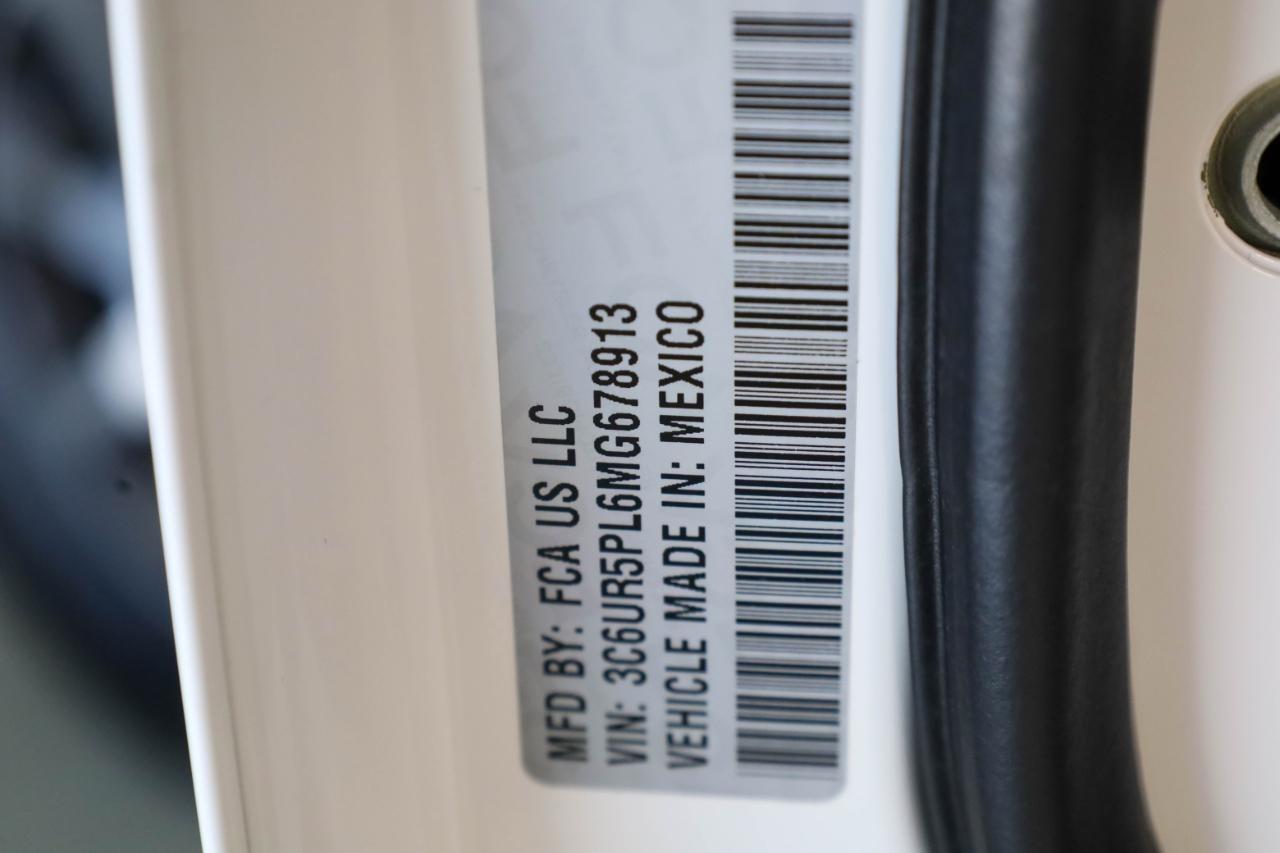 MFD BY: FCA US LLC
VIN: 3C6UR5PL6MG678913
VEHICLE MADE IN: MEXICO